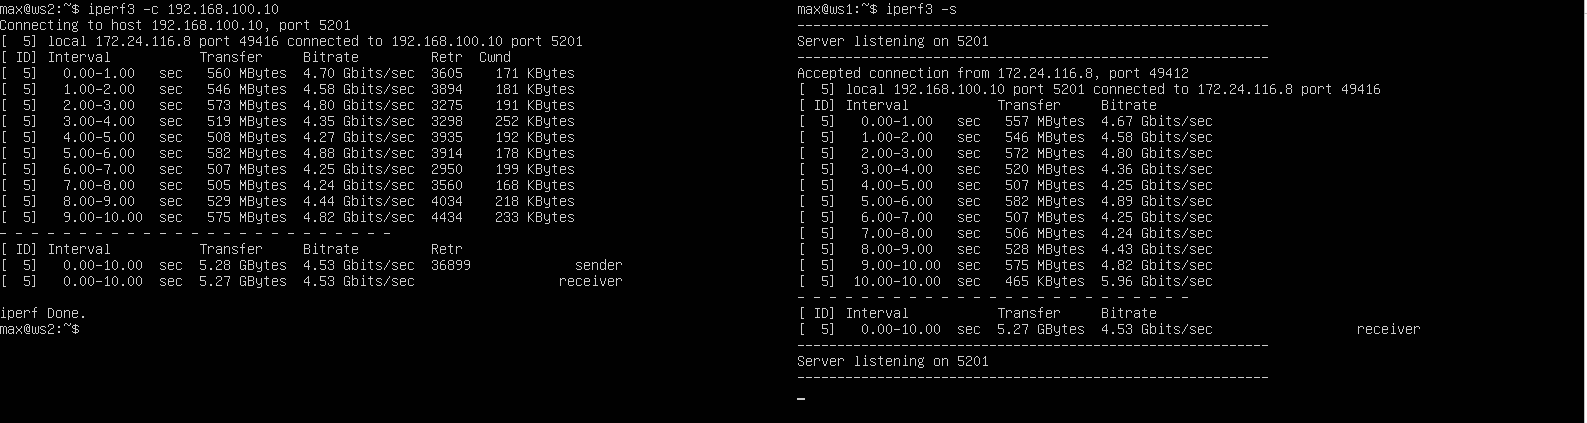 max@ws2:~$ iperf3 -c 192.168.100.10
Connecting to host 192.168.100.10, port 5201
[  5] local 172.24.116.8 port 49416 connected to 192.168.100.10 port 5201
[ ID] Interval           Transfer     Bitrate         Retr  Cwnd
[  5]   0.00-1.00   sec   560 MBytes  4.70 Gbits/sec  3605    171 KBytes
[  5]   1.00-2.00   sec   546 MBytes  4.58 Gbits/sec  3894    181 KBytes
[  5]   2.00-3.00   sec   573 MBytes  4.80 Gbits/sec  3275    191 KBytes
[  5]   3.00-4.00   sec   519 MBytes  4.35 Gbits/sec  3298    252 KBytes
[  5]   4.00-5.00   sec   508 MBytes  4.27 Gbits/sec  3935    192 KBytes
[  5]   5.00-6.00   sec   582 MBytes  4.88 Gbits/sec  3914    178 KBytes
[  5]   6.00-7.00   sec   507 MBytes  4.25 Gbits/sec  2950    199 KBytes
[  5]   7.00-8.00   sec   505 MBytes  4.24 Gbits/sec  3560    168 KBytes
[  5]   8.00-9.00   sec   529 MBytes  4.44 Gbits/sec  4034    218 KBytes
[  5]   9.00-10.00  sec   575 MBytes  4.82 Gbits/sec  4434    233 KBytes
- - - - - - - - - - - - - - - - - - - - - - - - -
[ ID] Interval           Transfer     Bitrate         Retr
[  5]   0.00-10.00  sec  5.28 GBytes  4.53 Gbits/sec  36899             sender
[  5]   0.00-10.00  sec  5.27 GBytes  4.53 Gbits/sec                  receiver
iperf Done.
max@ws2:~$
max@ws1:~$ iperf3 -s
-----------------------------------------------------------
Server listening on 5201
-----------------------------------------------------------
Accepted connection from 172.24.116.8, port 49412
[  5] local 192.168.100.10 port 5201 connected to 172.24.116.8 port 49416
[ ID] Interval           Transfer     Bitrate
[  5]   0.00-1.00   sec   557 MBytes  4.67 Gbits/sec
[  5]   1.00-2.00   sec   546 MBytes  4.58 Gbits/sec
[  5]   2.00-3.00   sec   572 MBytes  4.80 Gbits/sec
[  5]   3.00-4.00   sec   520 MBytes  4.36 Gbits/sec
[  5]   4.00-5.00   sec   507 MBytes  4.25 Gbits/sec
[  5]   5.00-6.00   sec   582 MBytes  4.89 Gbits/sec
[  5]   6.00-7.00   sec   507 MBytes  4.25 Gbits/sec
[  5]   7.00-8.00   sec   506 MBytes  4.24 Gbits/sec
[  5]   8.00-9.00   sec   528 MBytes  4.43 Gbits/sec
[  5]   9.00-10.00  sec   575 MBytes  4.82 Gbits/sec
[  5]  10.00-10.00  sec   465 KBytes  5.96 Gbits/sec
- - - - - - - - - - - - - - - - - - - - - - - - -
[ ID] Interval           Transfer     Bitrate
[  5]   0.00-10.00  sec  5.27 GBytes  4.53 Gbits/sec                  receiver
-----------------------------------------------------------
Server listening on 5201
-----------------------------------------------------------